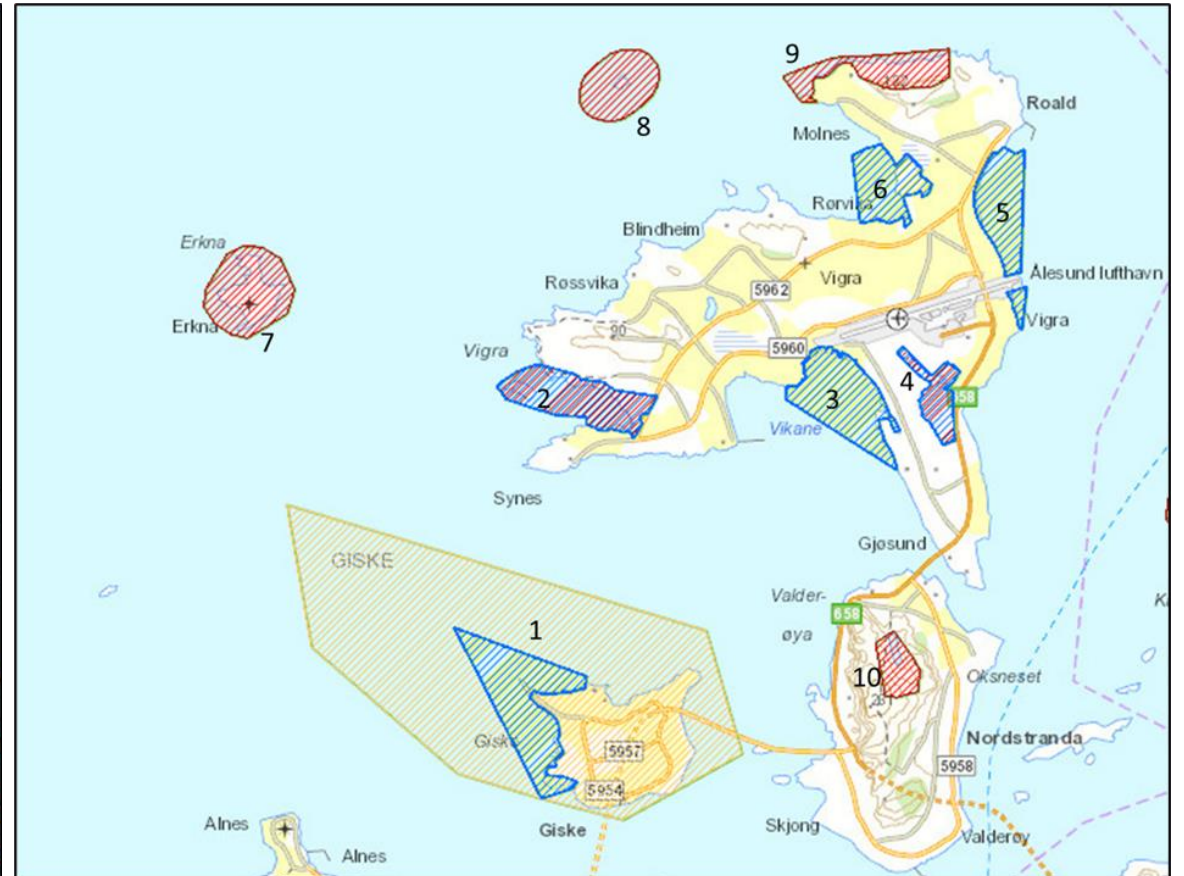 9
Roald
8
Molnes
6
5
Rørvika
Blindheim
Erkna
Ålesund lufthavn
Vigra
5962
Røssvika
Erkna
7
Vigra
90
Vigra
5960
4
658
2
3
Vikane
Synes
Gjøsund
GISKE
Valder-
øya
658
1
10
Oksneset
Giske
5957
Nordstranda
5958
5954
Alnes
Giske
Skjong
Valderøy
Alnes